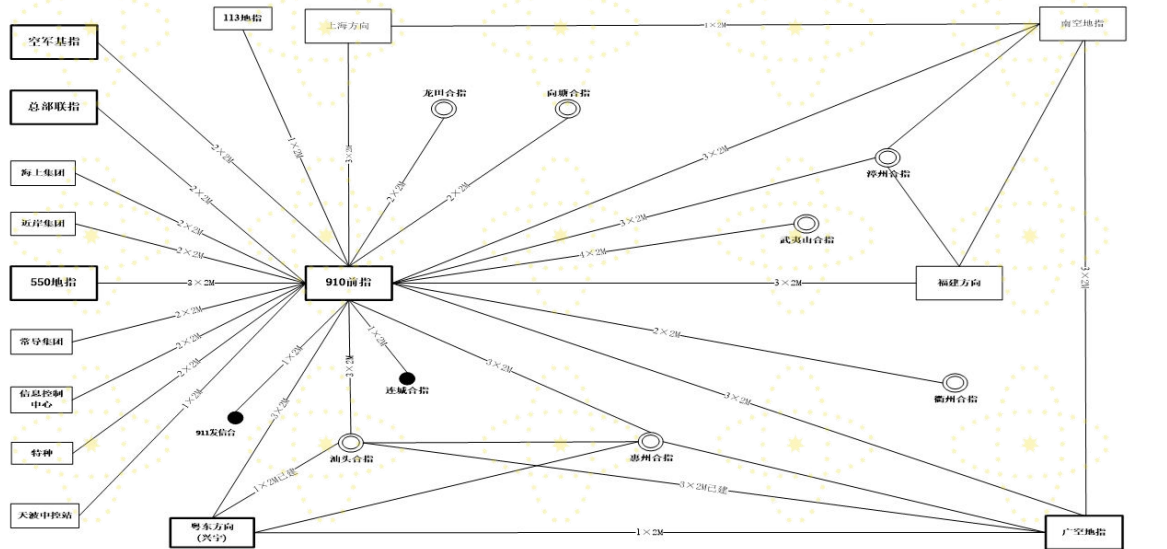 113地指
上海方向
1×2M
南空地指
空军基指
龙田合指
向塘合指
总部联指
2×2M
1×2M
3×2M
3×2M
2×2M
2×2M
2×2M
漳州合指
海上集团
2×2M
3×2M
近岸集团
2×2M
4×2M
武夷山合指
550地指
2×2M
910前指
3×2M
福建方向
3×2M
常导集团
2×2M
1×2M
2×2M
2×2M
1×2M
3×2M
3×2M
信息控制
中心
2×2M
连城合指
衢州合指
1×2M
3×2M
3×2M
911发信台
特种
汕头合指
惠州合指
1×2M已建
3×2M已建
天波中控站
粤东方向
(兴宁)
1×2M
广空地指